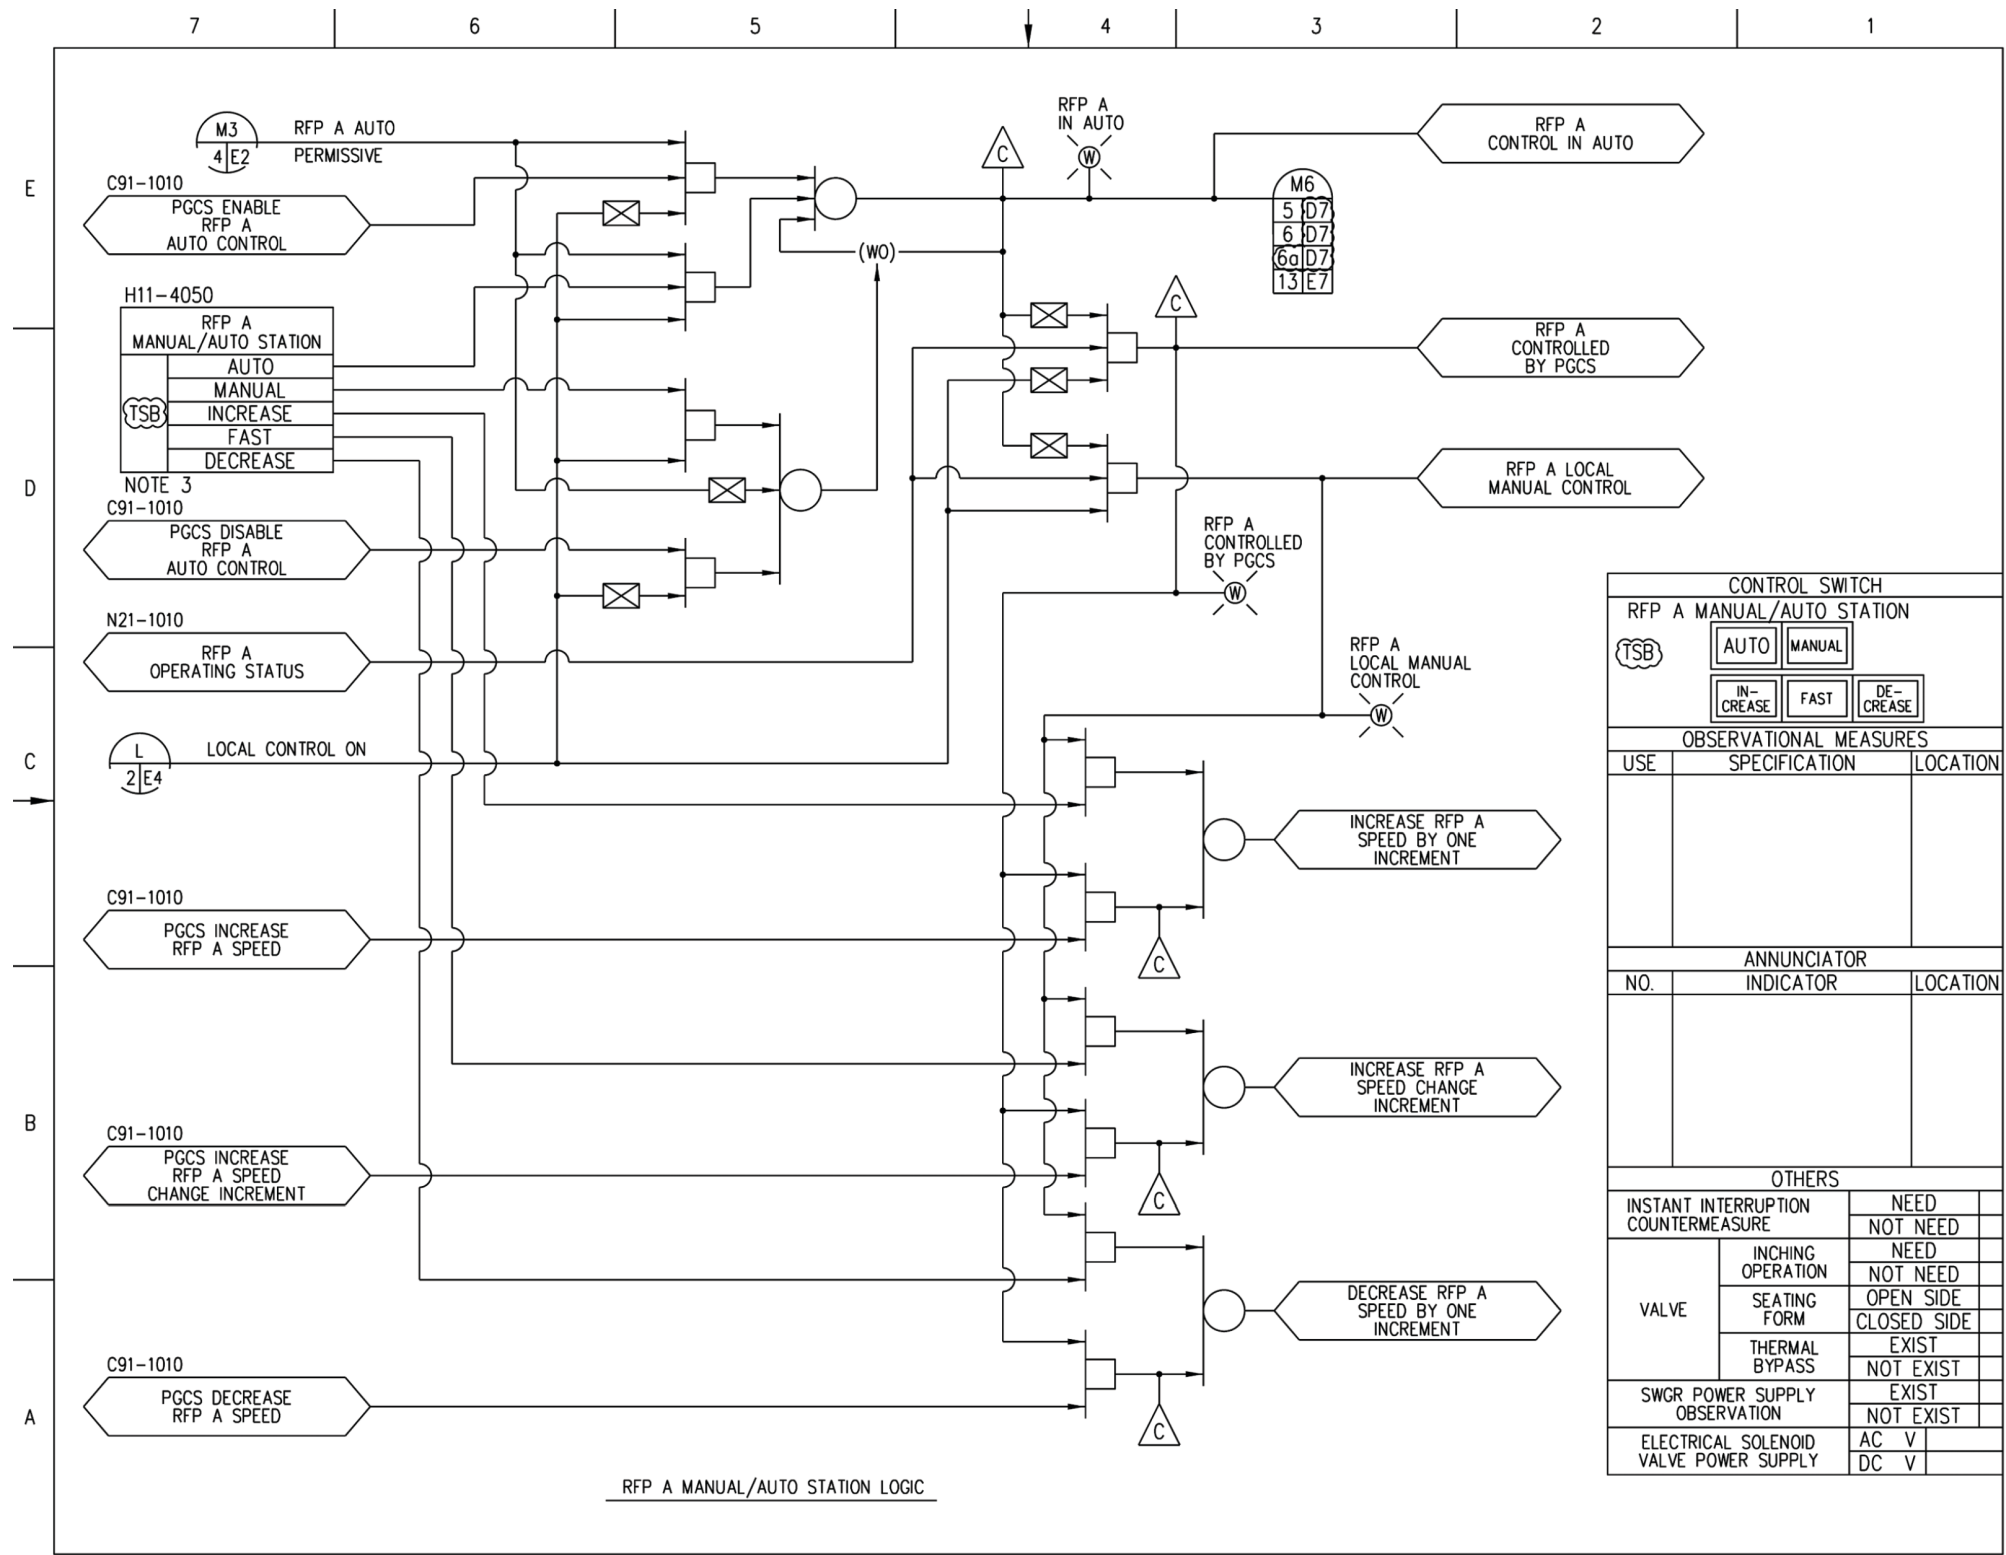 7 6 5 4 3 2 1
E
D
C
B
A
M3
4 E2
RFP A AUTO
PERMISSIVE
C91-1010
PGCS ENABLE
RFP A
AUTO CONTROL
H11-4050
RFP A
MANUAL/AUTO STATION
TSB
AUTO
MANUAL
INCREASE
FAST
DECREASE
NOTE 3
C91-1010
PGCS DISABLE
RFP A
AUTO CONTROL
N21-1010
RFP A
OPERATING STATUS
L
2 E4
LOCAL CONTROL ON
C91-1010
PGCS INCREASE
RFP A SPEED
C91-1010
PGCS INCREASE
RFP A SPEED
CHANGE INCREMENT
C91-1010
PGCS DECREASE
RFP A SPEED
(WO)
C
RFP A
IN AUTO
W
RFP A
CONTROL IN AUTO
M6
5 D7
6 D7
6a D7
13 E7
C
RFP A
CONTROLLED
BY PGCS
RFP A LOCAL
MANUAL CONTROL
RFP A
CONTROLLED
BY PGCS
W
RFP A
LOCAL MANUAL
CONTROL
W
INCREASE RFP A
SPEED BY ONE
INCREMENT
C
INCREASE RFP A
SPEED CHANGE
INCREMENT
C
DECREASE RFP A
SPEED BY ONE
INCREMENT
C
RFP A MANUAL/AUTO STATION LOGIC
CONTROL SWITCH
RFP A MANUAL/AUTO STATION
TSB
AUTO MANUAL
IN-
CREASE
FAST
DE-
CREASE
OBSERVATIONAL MEASURES
USE SPECIFICATION LOCATION
ANNUNCIATOR
NO. INDICATOR LOCATION
OTHERS
INSTANT INTERRUPTION
COUNTERMEASURE
NEED
NOT NEED
VALVE
INCHING
OPERATION
NEED
NOT NEED
SEATING
FORM
OPEN SIDE
CLOSED SIDE
THERMAL
BYPASS
EXIST
NOT EXIST
SWGR POWER SUPPLY
OBSERVATION
EXIST
NOT EXIST
ELECTRICAL SOLENOID
VALVE POWER SUPPLY
AC V
DC V